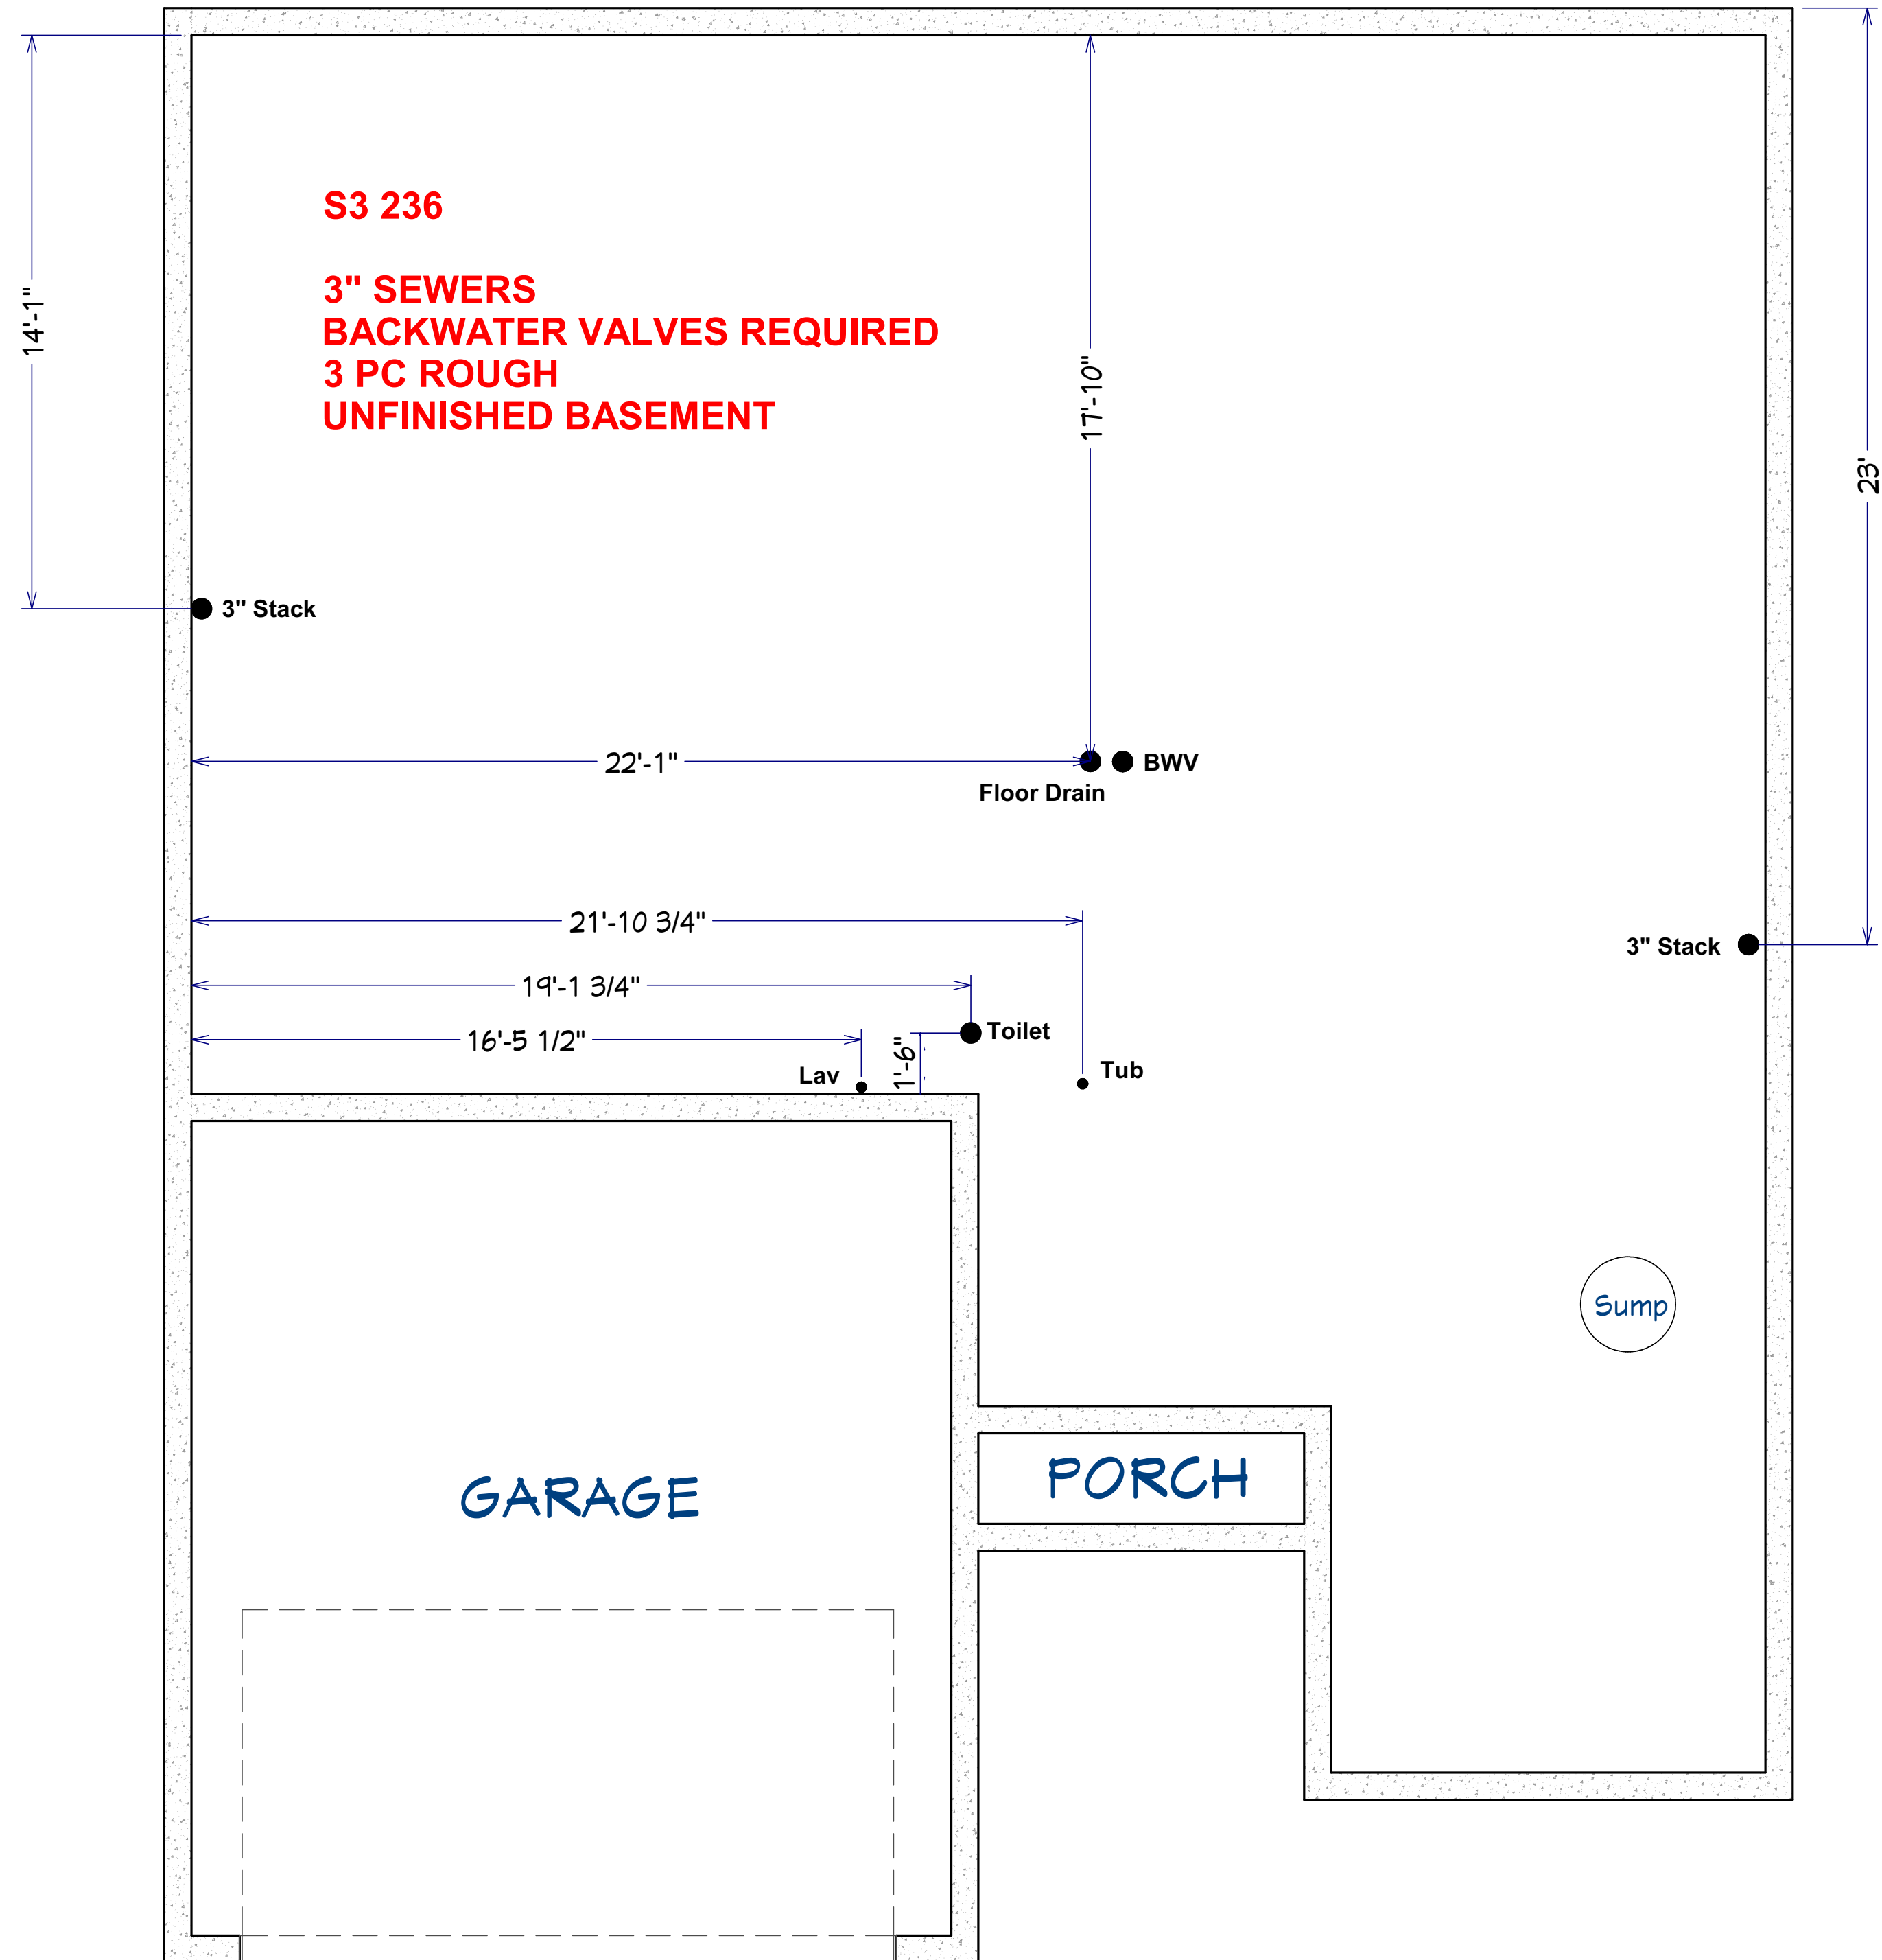 S3 236
3" SEWERS
BACKWATER VALVES REQUIRED
3 PC ROUGH
UNFINISHED BASEMENT
14'-1"
17'-10"
23'
3" Stack
22'-1"
BWV
Floor Drain
21'-10 3/4"
3" Stack
19'-1 3/4"
16'-5 1/2"
1'-6"
Toilet
Lav
Tub
Sump
GARAGE
PORCH